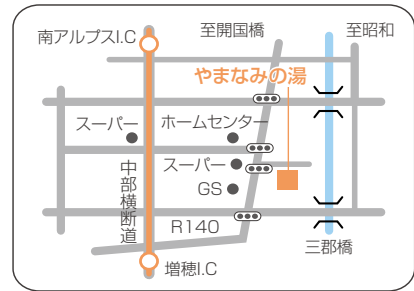 至開国橋
至昭和
南アルプスI.C
やまなみの湯
スーパー
ホームセンター
スーパー
GS
中部横断道
R140
三郡橋
増穂I.C